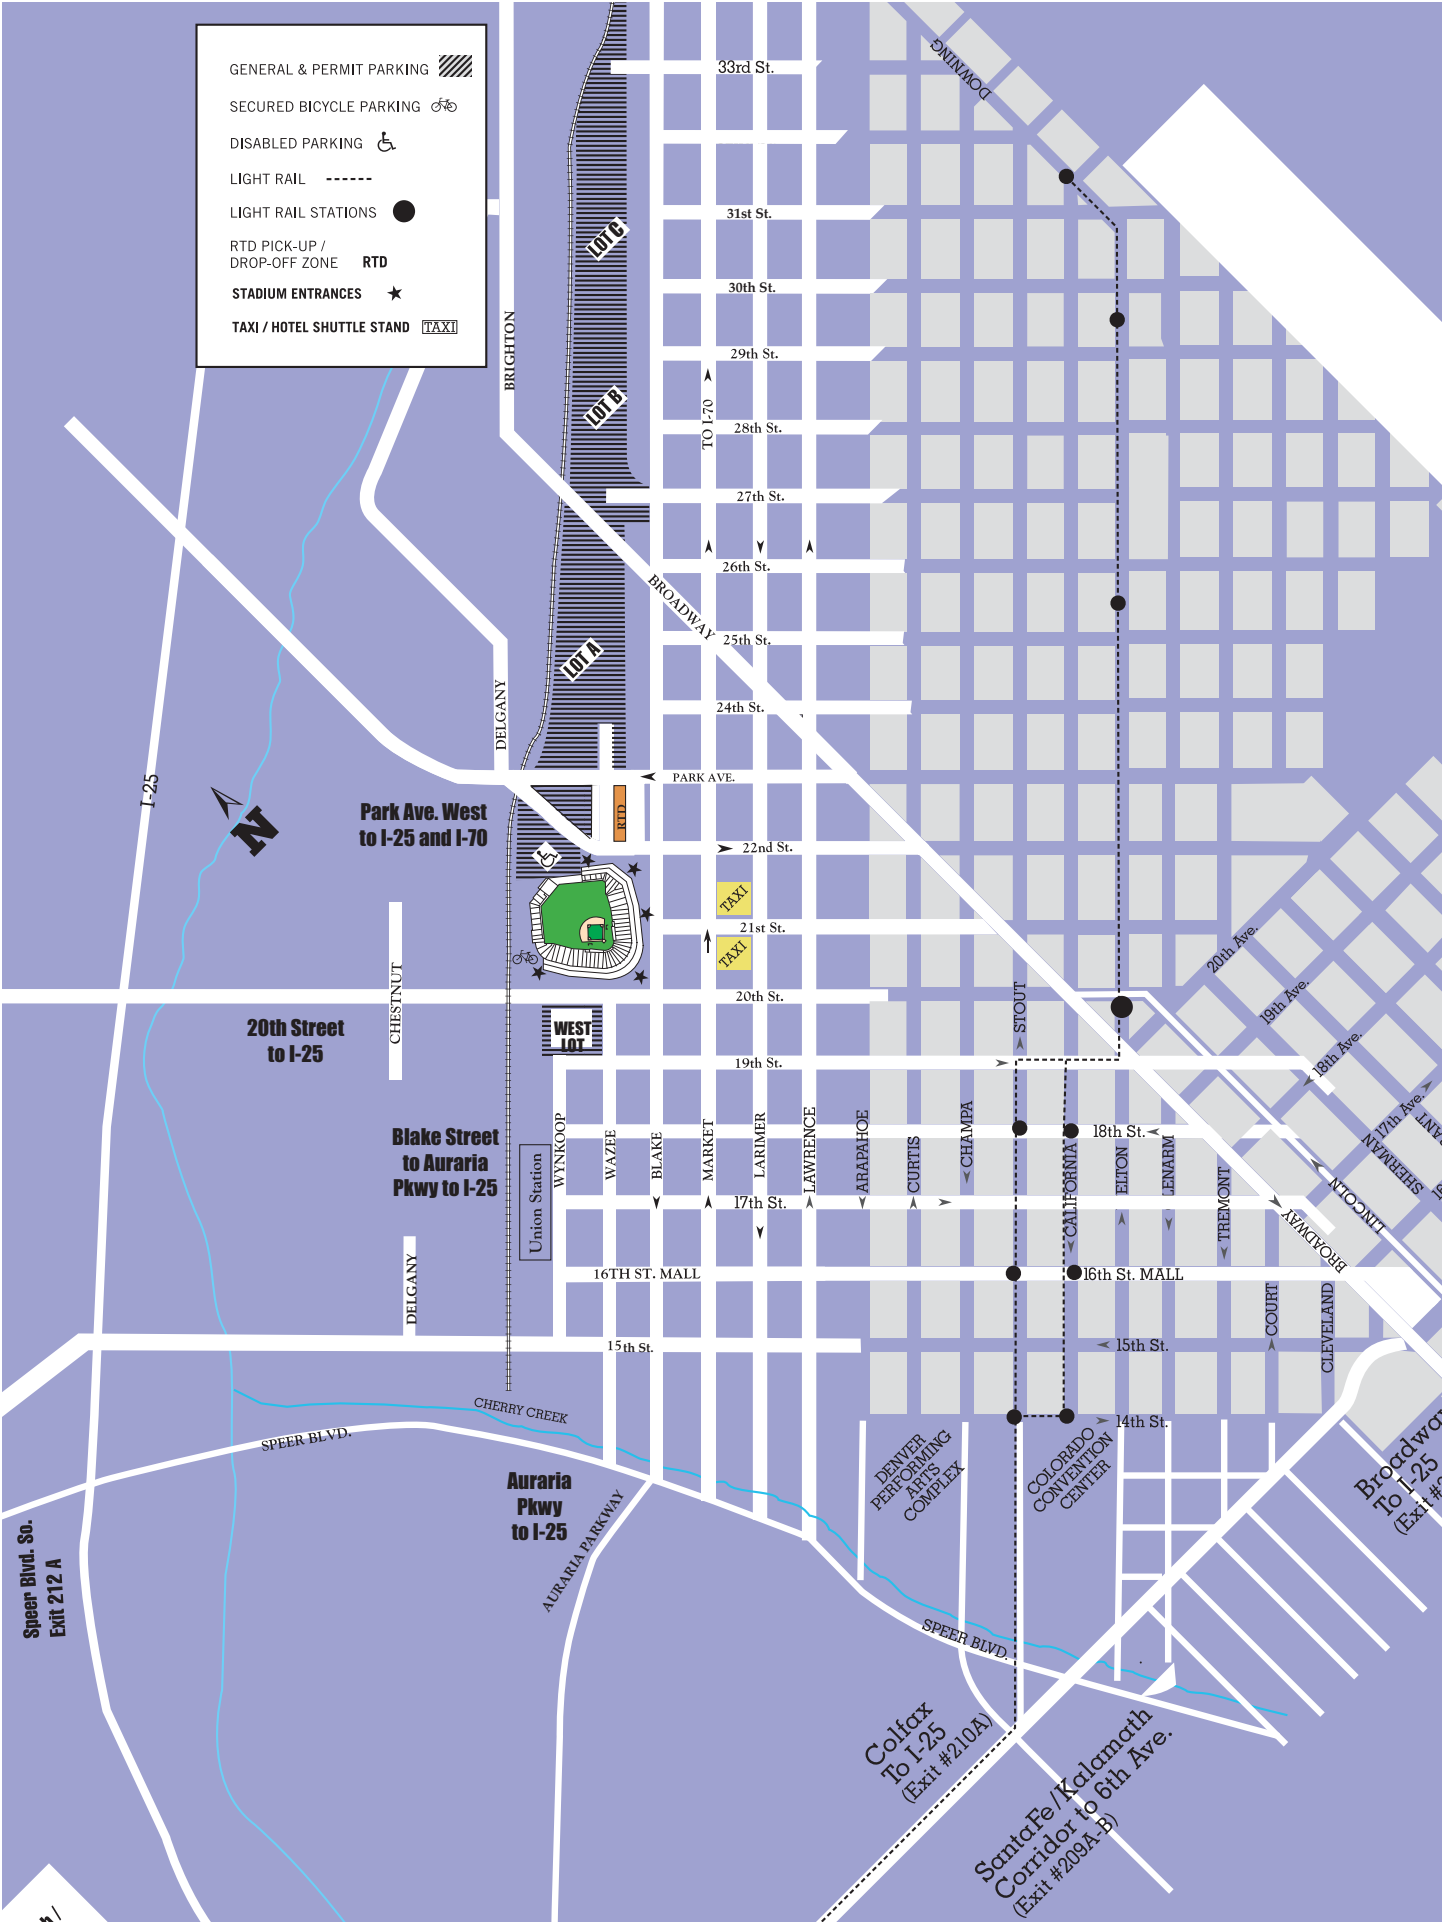 GENERAL & PERMIT PARKING
SECURED BICYCLE PARKING
DISABLED PARKING
LIGHT RAIL
LIGHT RAIL STATIONS
RTD PICK-UP /
DROP-OFF ZONE RTD
STADIUM ENTRANCES
TAXI / HOTEL SHUTTLE STAND TAXI
33rd St.
DOWNING
31st St.
LOT C
30th St.
BRIGHTON
29th St.
LOT B
TO I-70
28th St.
27th St.
26th St.
BROADWAY
25th St.
LOT A
24th St.
DELGANY
PARK AVE.
I-25
Park Ave. West
to I-25 and I-70
RTD
N
22nd St.
TAXI
21st St.
TAXI
20th Ave.
20th St.
19th Ave.
CHESTNUT
STOUT
20th Street
to I-25
WEST
LOT
19th St.
18th Ave.
17th Ave.
Blake Street
to Auraria
Pkwy to I-25
Union Station
WYNKOOP
WAZEE
BLAKE
MARKET
LARIMER
LAWRENCE
ARAPAHOE
CURTIS
CHAMPA
CALIFORNIA
ELTON
LENARM
TREMONT
18th St.
SHERMAN
LINCOLN
BROADWAY
17th St.
16TH ST. MALL
16th St. MALL
DELGANY
COURT
CLEVELAND
15th St.
15th St.
CHERRY CREEK
14th St.
SPEER BLVD.
DENVER
PERFORMING
ARTS
COMPLEX
COLORADO
CONVENTION
CENTER
Auraria
Pkwy
to I-25
AURARIA PARKWAY
Speer Blvd. So.
Exit 212 A
SPEER BLVD.
Colfax
To I-25
(Exit #210A)
SantaFe/Kalamath
Corridor to 6th Ave.
(Exit #209A-B)
To I-25